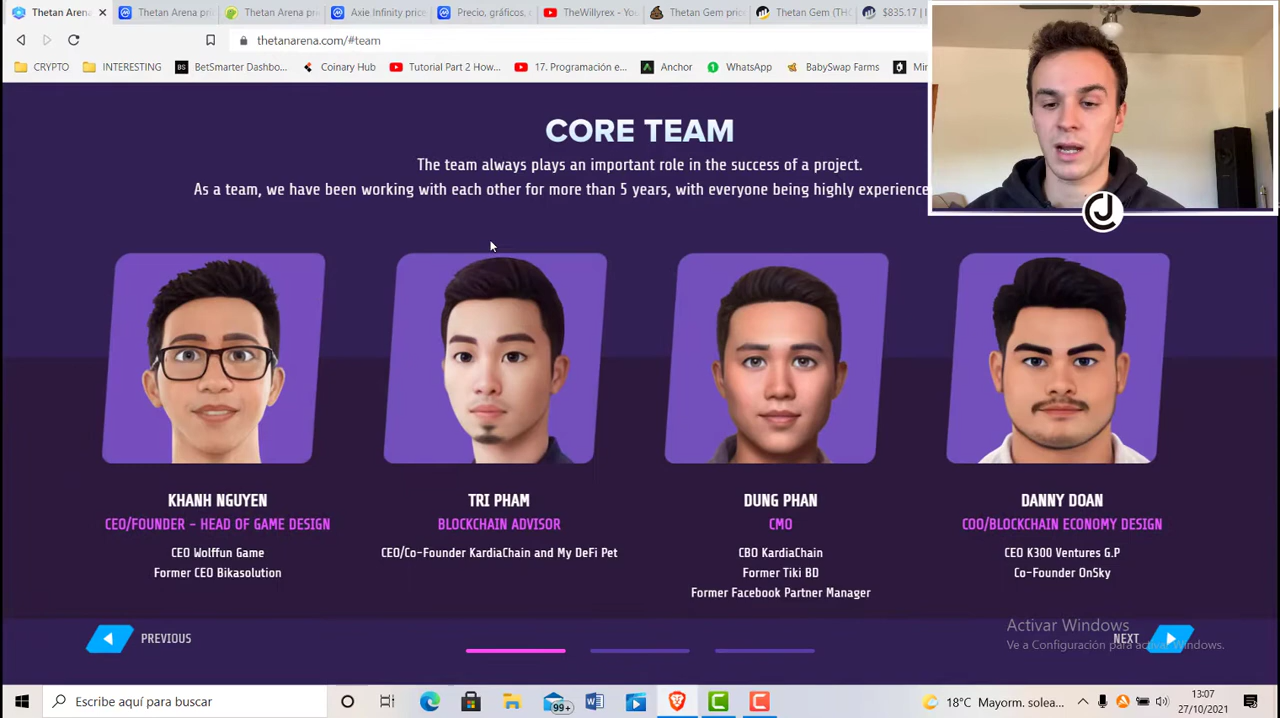 Thetan Arena
Thetan Arena pri
Thetan Arena pr
Axie Infinity price
Precio, gráficos, c
TheWillyrex - Yo
Thetan Gem pric
Thetan Gem (TH
$835.17 |
thetanarena.com/#team
CRYPTO
INTERESTING
BetSmarter Dashbo...
Coinary Hub
Tutorial Part 2 How...
17. Programación e...
Anchor
WhatsApp
BabySwap Farms
CORE TEAM
The team always plays an important role in the success of a project.
As a team, we have been working with each other for more than 5 years, with everyone being highly experience
KHANH NGUYEN
CEO/FOUNDER - HEAD OF GAME DESIGN
CEO Wolffun Game
Former CEO Bikasolution
TRI PHAM
BLOCKCHAIN ADVISOR
CEO/Co-Founder KardiaChain and My DeFi Pet
DUNG PHAN
CMO
CBO KardiaChain
Former Tiki BD
Former Facebook Partner Manager
DANNY DOAN
COO/BLOCKCHAIN ECONOMY DESIGN
CEO K300 Ventures G.P
Co-Founder OnSky
PREVIOUS
NEXT
Activar Windows
Ve a Configuración para activar Windows.
Escribe aquí para buscar
99+
18°C Mayorm. solea...
13:07
27/10/2021